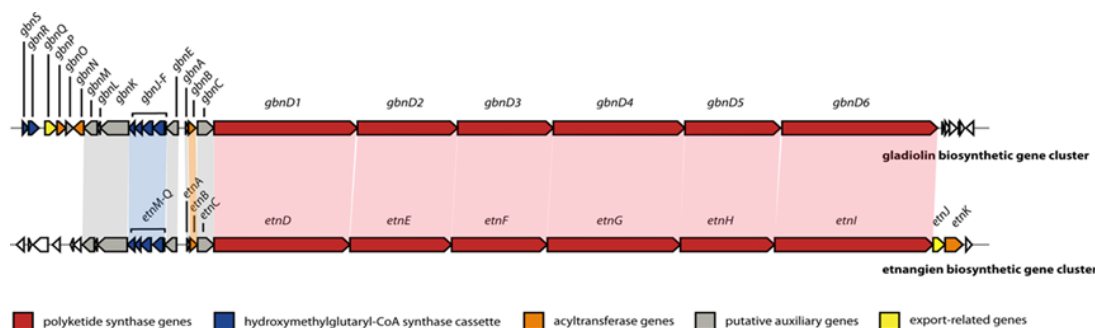 gbnS
gbnR
gbnQ
gbnP
gbnO
gbnN
gbnM
gbnL
gbnK
gbnJ-F
gbnE
gbnA
gbnB
gbnC
gbnD1 gbnD2 gbnD3 gbnD4 gbnD5 gbnD6
gladiolin biosynthetic gene cluster
etnM-Q
etnA
etnB
etnC
etnD etnE etnF etnG etnH etnI
etnJ
etnK
etnangien biosynthetic gene cluster
polyketide synthase genes hydroxymethylglutaryl-CoA synthase cassette acyltransferase genes putative auxiliary genes export-related genes